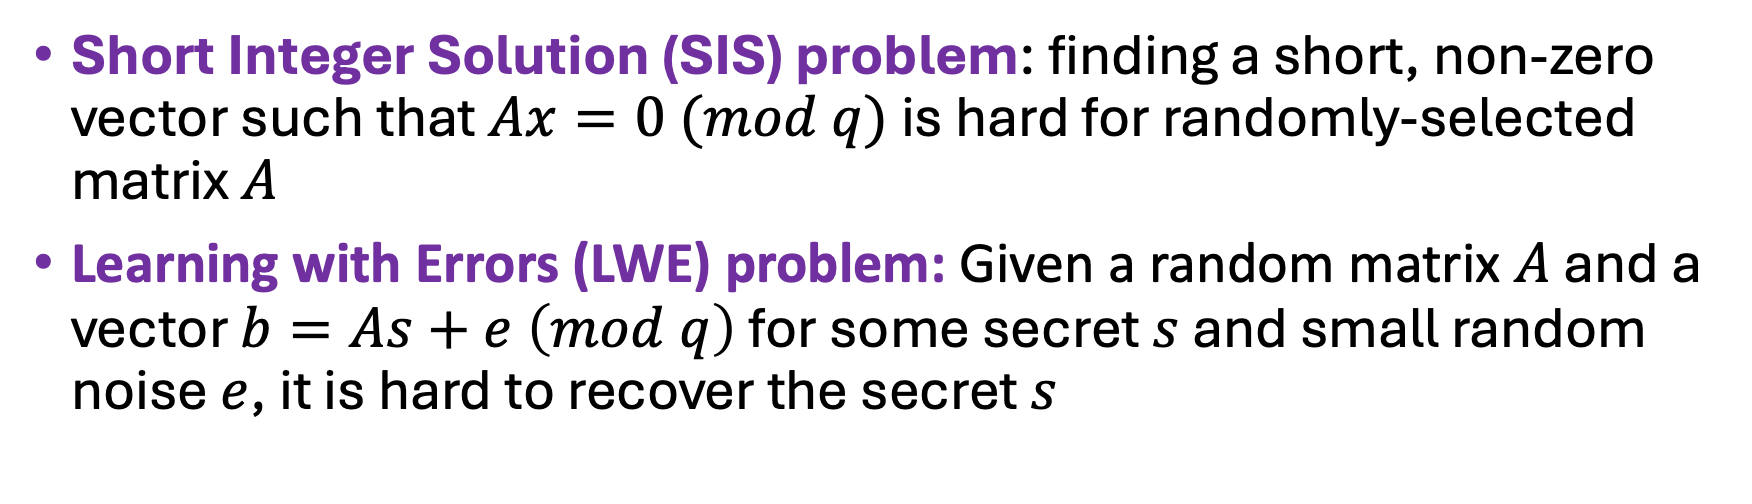 • Short Integer Solution (SIS) problem: finding a short, non-zero
vector such that Ax = 0 (mod q) is hard for randomly-selected
matrix A
• Learning with Errors (LWE) problem: Given a random matrix A and a
vector b = As + e (mod q) for some secret s and small random
noise e, it is hard to recover the secret s